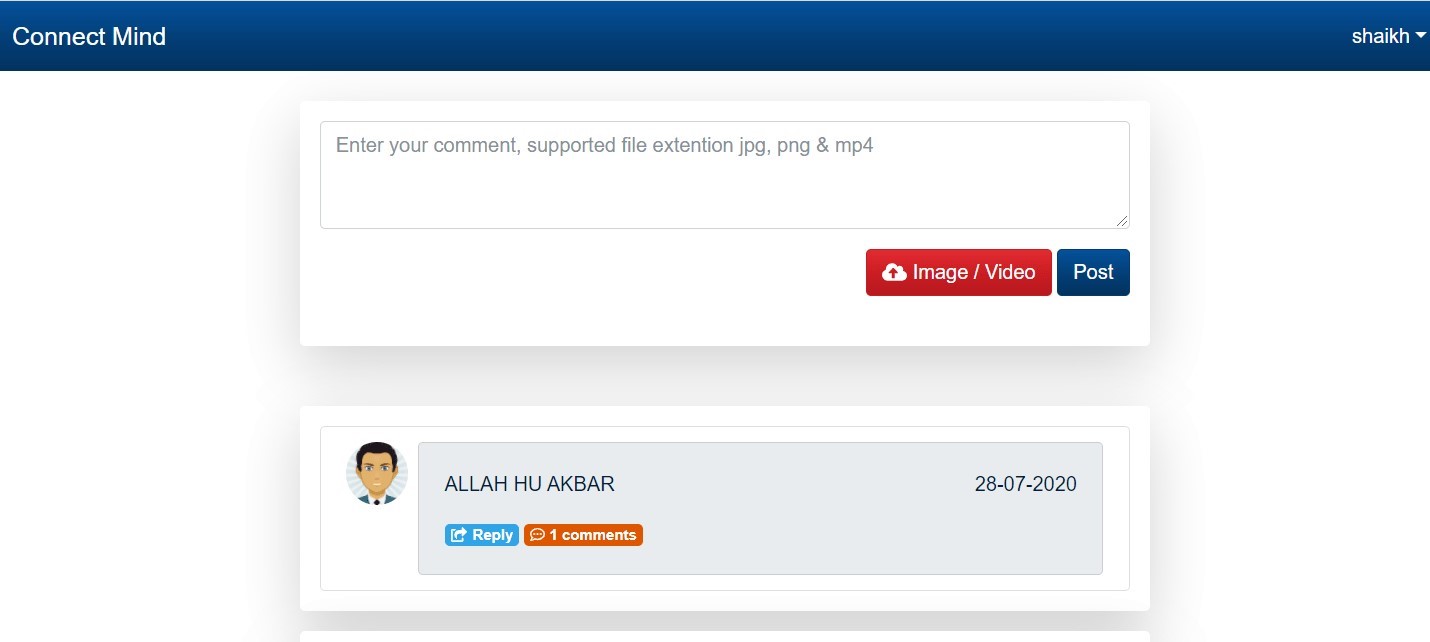 Connect Mind
shaikh
Enter your comment, supported file extention jpg, png & mp4
Image / Video
Post
ALLAH HU AKBAR
28-07-2020
Reply
1 comments